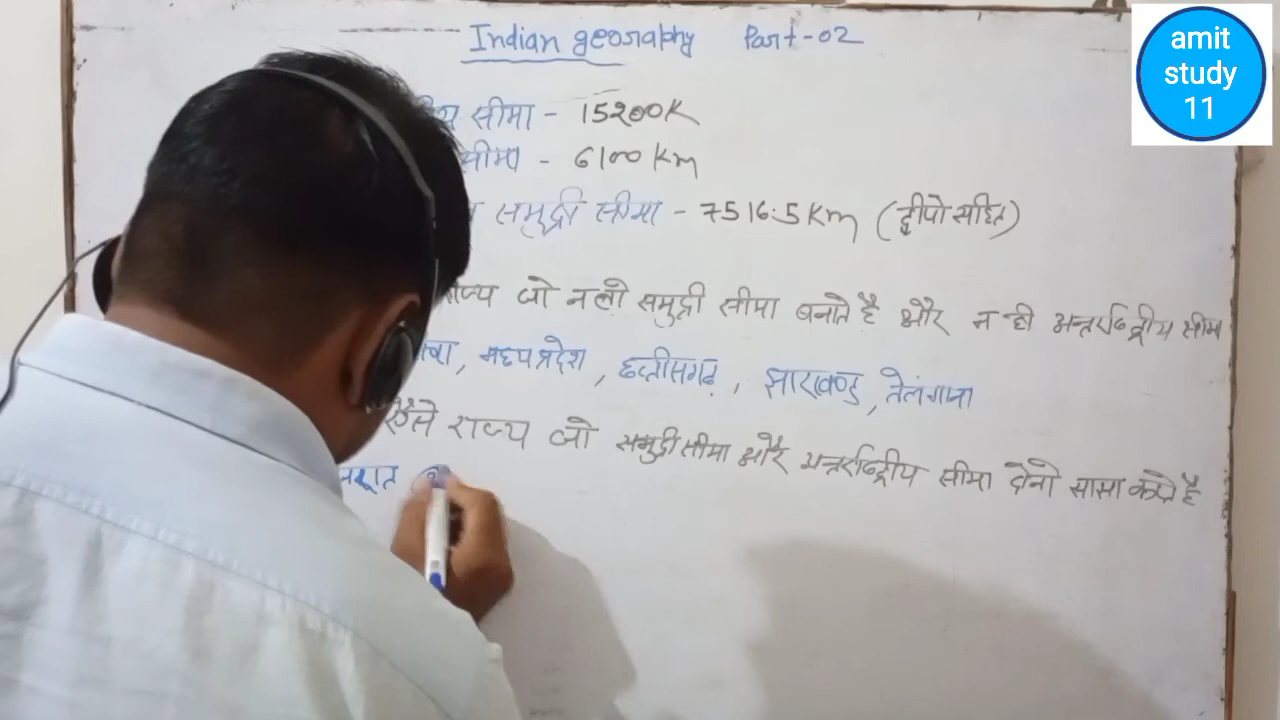 Indian geography Part-02
amit
study
11
सीमा - 15200K
सीमा - 6100 Km
समुद्री सीमा - 7516.5 Km (द्वीपो सहित)
जो न तो समुद्री सीमा बनाते है और न ही अन्तर्राष्ट्रीय सीमा
मध्यप्रदेश, छत्तीसगढ़, झारखण्ड, तेलंगाना
ऐसे राज्य जो समुद्री सीमा और अन्तर्राष्ट्रीय सीमा दोनो साझा करते है